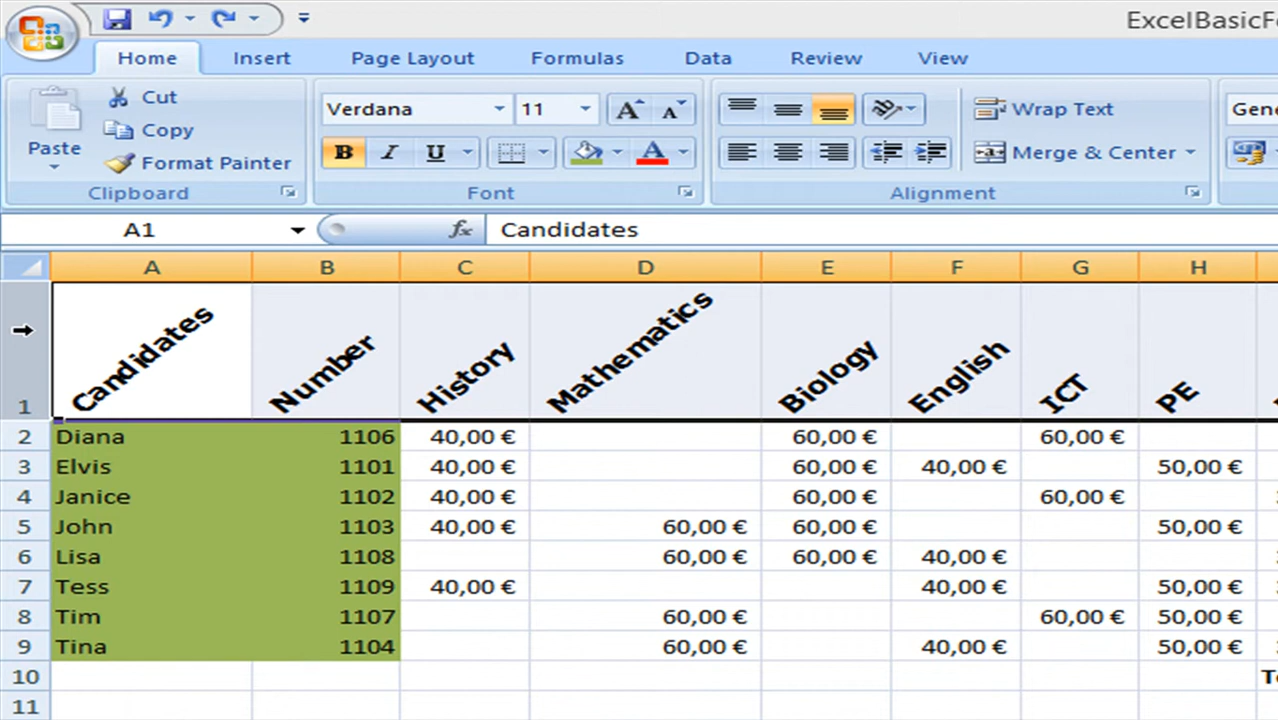 ExcelBasicFo
Home Insert Page Layout Formulas Data Review View
Paste
Cut
Copy
Format Painter
Clipboard
Verdana 11 A A
B I U A
Font
Wrap Text
Merge & Center
Alignment
Gene
A1 fx Candidates
A B C D E F G H
1 Candidates Number History Mathematics Biology English ICT PE
2 Diana 1106 40,00 € 60,00 € 60,00 €
3 Elvis 1101 40,00 € 60,00 € 40,00 € 50,00 €
4 Janice 1102 40,00 € 60,00 € 60,00 €
5 John 1103 40,00 € 60,00 € 60,00 € 50,00 €
6 Lisa 1108 60,00 € 60,00 € 40,00 €
7 Tess 1109 40,00 € 40,00 € 50,00 €
8 Tim 1107 60,00 € 60,00 € 50,00 €
9 Tina 1104 60,00 € 40,00 € 50,00 €
10
11